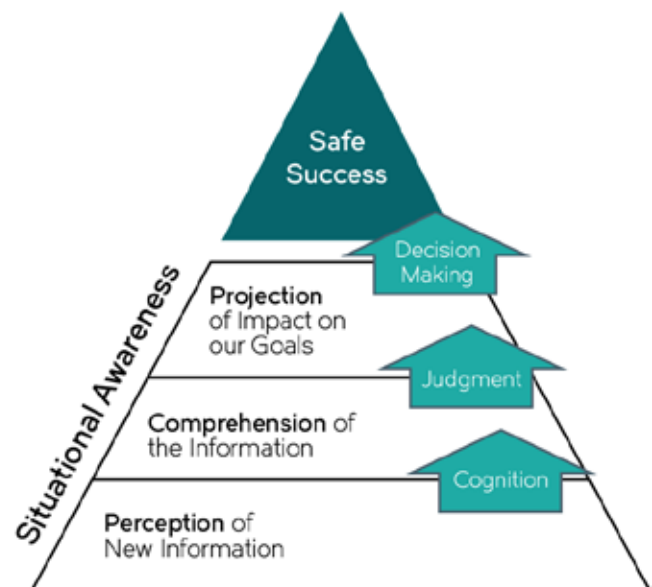 Safe
Success
Decision
Making
Situational Awareness
Projection
of Impact on
our Goals
Judgment
Comprehension of
the Information
Cognition
Perception of
New Information